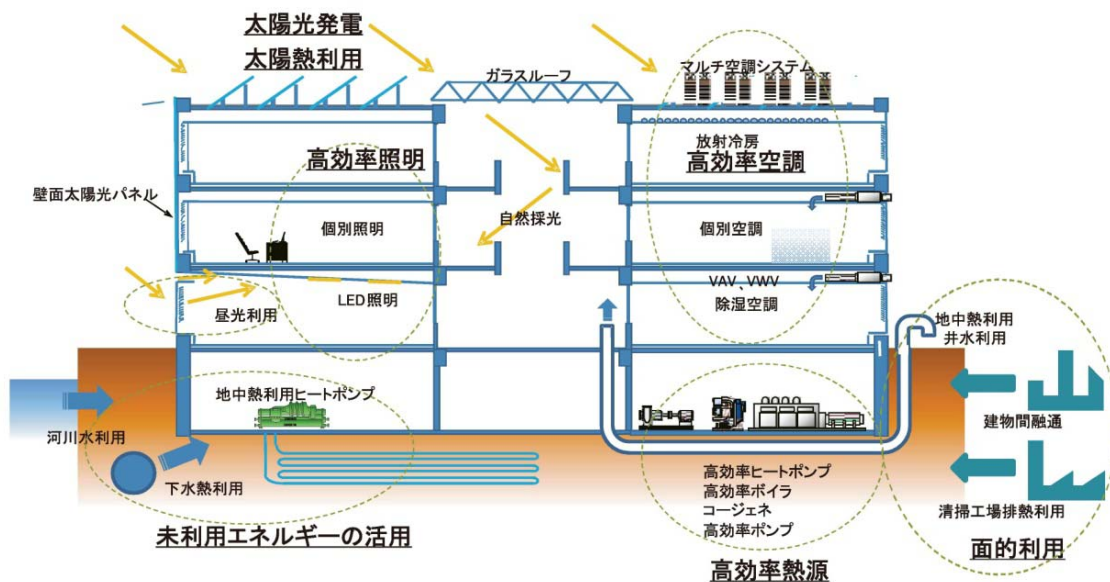 太陽光発電
太陽熱利用
ガラスルーフ
マルチ空調システム
放射冷房
高効率照明
高効率空調
壁面太陽光パネル
個別照明
自然採光
個別空調
LED照明
VAV、VWV
除湿空調
昼光利用
地中熱利用
井水利用
地中熱利用ヒートポンプ
河川水利用
建物間融通
下水熱利用
高効率ヒートポンプ
高効率ボイラ
コージェネ
高効率ポンプ
清掃工場排熱利用
未利用エネルギーの活用
高効率熱源
面的利用